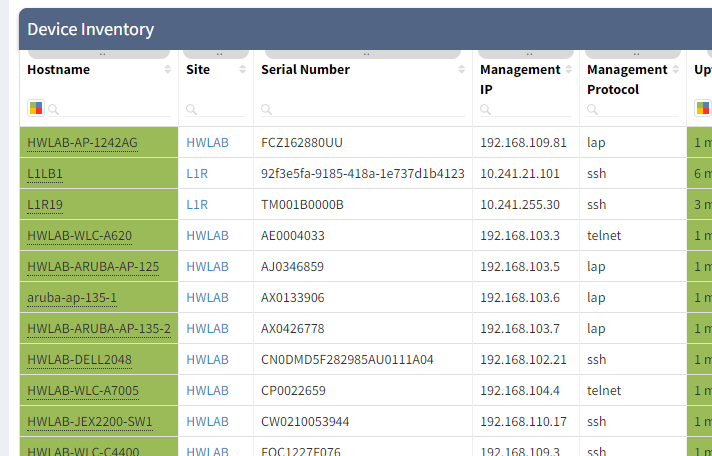 Device Inventory
Hostname Site Serial Number Management IP Management Protocol Up
HWLAB-AP-1242AG HWLAB FCZ162880UU 192.168.109.81 lap 1 m
L1LB1 L1R 92f3e5fa-9185-418a-1e737d1b4123 10.241.21.101 ssh 6 m
L1R19 L1R TM001B0000B 10.241.255.30 ssh 3 m
HWLAB-WLC-A620 HWLAB AE0004033 192.168.103.3 telnet 1 m
HWLAB-ARUBA-AP-125 HWLAB AJ0346859 192.168.103.5 lap 1 m
aruba-ap-135-1 HWLAB AX0133906 192.168.103.6 lap 1 m
HWLAB-ARUBA-AP-135-2 HWLAB AX0426778 192.168.103.7 lap 1 m
HWLAB-DELL2048 HWLAB CN0DMD5F282985AU0111A04 192.168.102.21 ssh 1 m
HWLAB-WLC-A7005 HWLAB CP0022659 192.168.104.4 telnet 1 m
HWLAB-JEX2200-SW1 HWLAB CW0210053944 192.168.110.17 ssh 1 m
HWLAB-WLC-C4400 HWLAB FOC1227F076 192.168.109.3 ssh 1 m